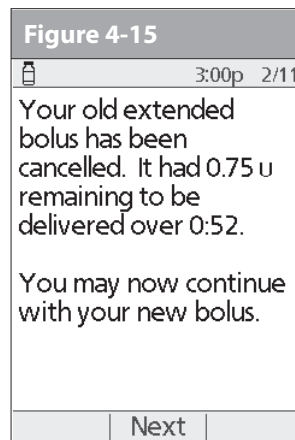 Figure 4-15
3:00p 2/11
Your old extended
bolus has been
cancelled. It had 0.75 u
remaining to be
delivered over 0:52.
You may now continue
with your new bolus.
Next